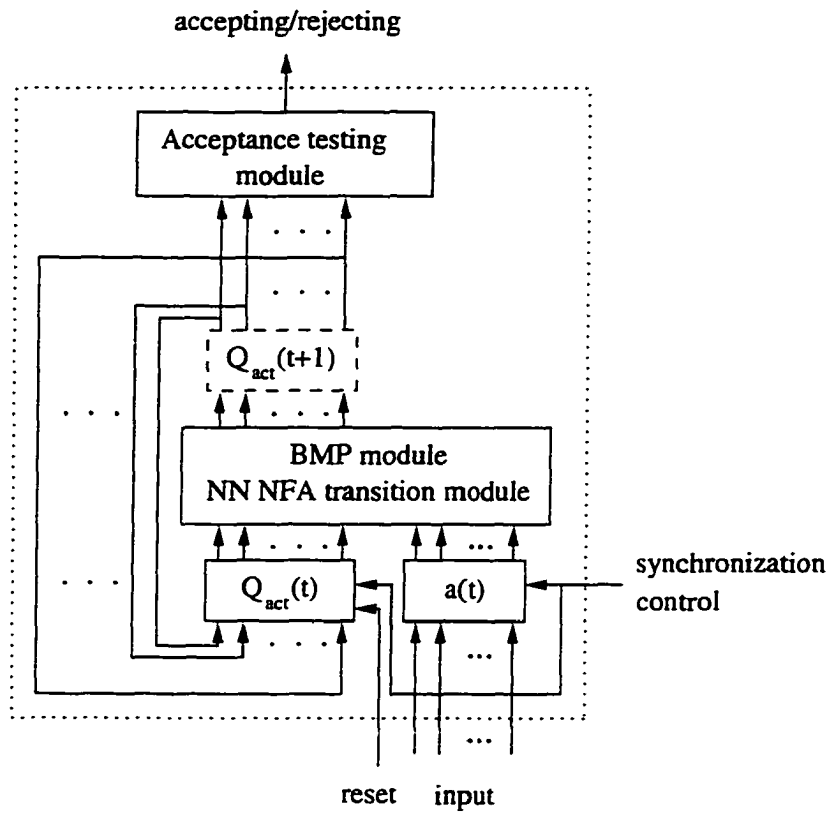 accepting/rejecting
Acceptance testing
module
. . .
. . .
Q_act(t+1)
. . .
. . .
BMP module
NN NFA transition module
. . .
...
. . .
Q_act(t)
a(t)
synchronization
control
. . .
...
...
reset
input